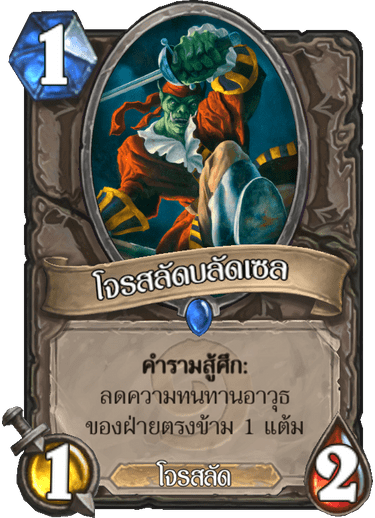 1
โจรสลัดบลัดเซล
คำรามสู้ศึก:
ลดความทนทานอาวุธ
ของฝ่ายตรงข้าม 1 แต้ม
1
โจรสลัด
2